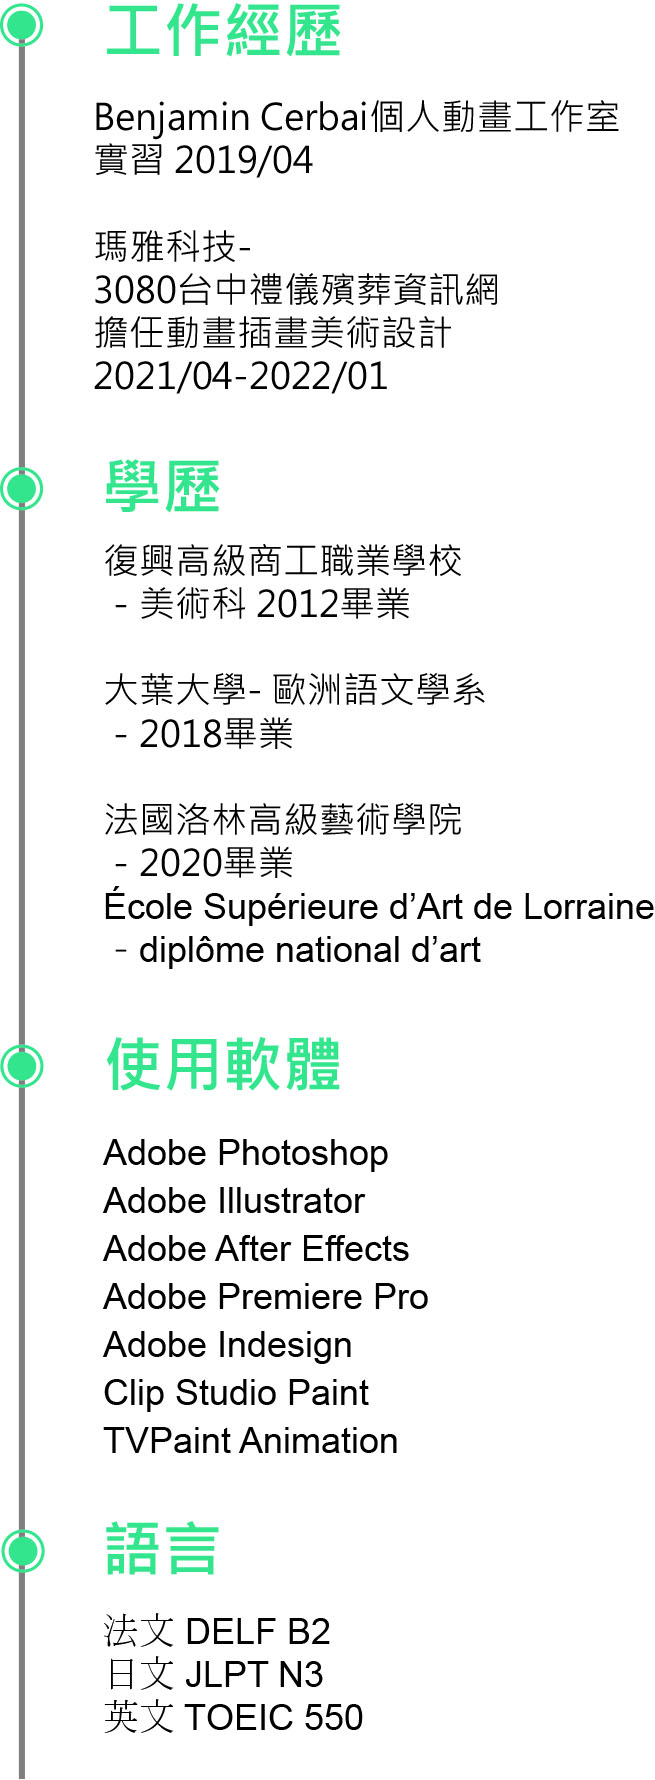 工作經歷
Benjamin Cerbai個人動畫工作室
實習 2019/04
瑪雅科技-
3080台中禮儀殯葬資訊網
擔任動畫插畫美術設計
2021/04-2022/01
學歷
復興高級商工職業學校
- 美術科 2012畢業
大葉大學- 歐洲語文學系
- 2018畢業
法國洛林高級藝術學院
- 2020畢業
École Supérieure d’Art de Lorraine
- diplôme national d’art
使用軟體
Adobe Photoshop
Adobe Illustrator
Adobe After Effects
Adobe Premiere Pro
Adobe Indesign
Clip Studio Paint
TVPaint Animation
語言
法文 DELF B2
日文 JLPT N3
英文 TOEIC 550